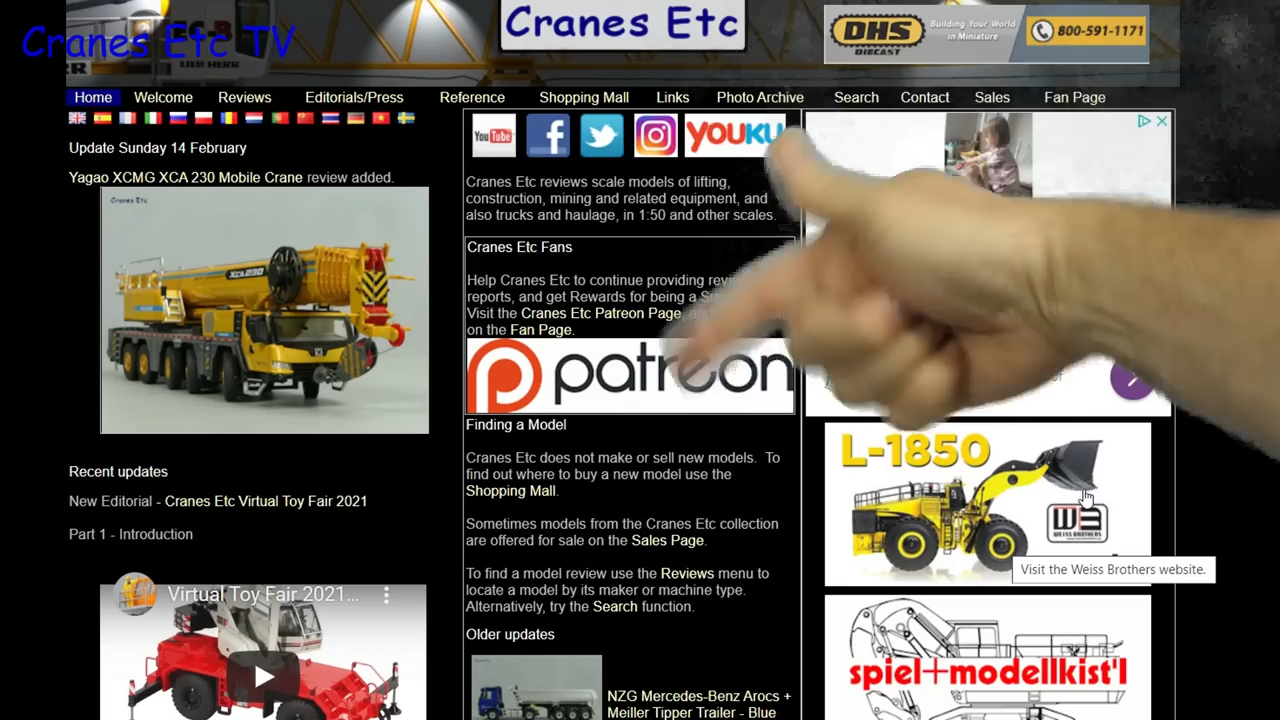 Cranes Etc TV
Cranes Etc
DHS
DIECAST
Building Your World
in Miniature
800-591-1171
LIEBHERR
Home Welcome Reviews Editorials/Press Reference Shopping Mall Links Photo Archive Search Contact Sales Fan Page
Update Sunday 14 February
Yagao XCMG XCA 230 Mobile Crane review added.
Cranes Etc
XCA230
Recent updates
New Editorial - Cranes Etc Virtual Toy Fair 2021
Part 1 - Introduction
Virtual Toy Fair 2021...
You Tube
YOUKU
Cranes Etc reviews scale models of lifting,
construction, mining and related equipment, and
also trucks and haulage, in 1:50 and other scales.
Cranes Etc Fans
Help Cranes Etc to continue providing
reports, and get Rewards for being a
Visit the Cranes Etc Patreon Page,
on the Fan Page.
patreon
Finding a Model
Cranes Etc does not make or sell new models. To
find out where to buy a new model use the
Shopping Mall.
Sometimes models from the Cranes Etc collection
are offered for sale on the Sales Page.
To find a model review use the Reviews menu to
locate a model by its maker or machine type.
Alternatively, try the Search function.
Older updates
NZG Mercedes-Benz Arocs +
Meiller Tipper Trailer - Blue
L-1850
WEISS BROTHERS
Visit the Weiss Brothers website.
spiel+modellkist'l